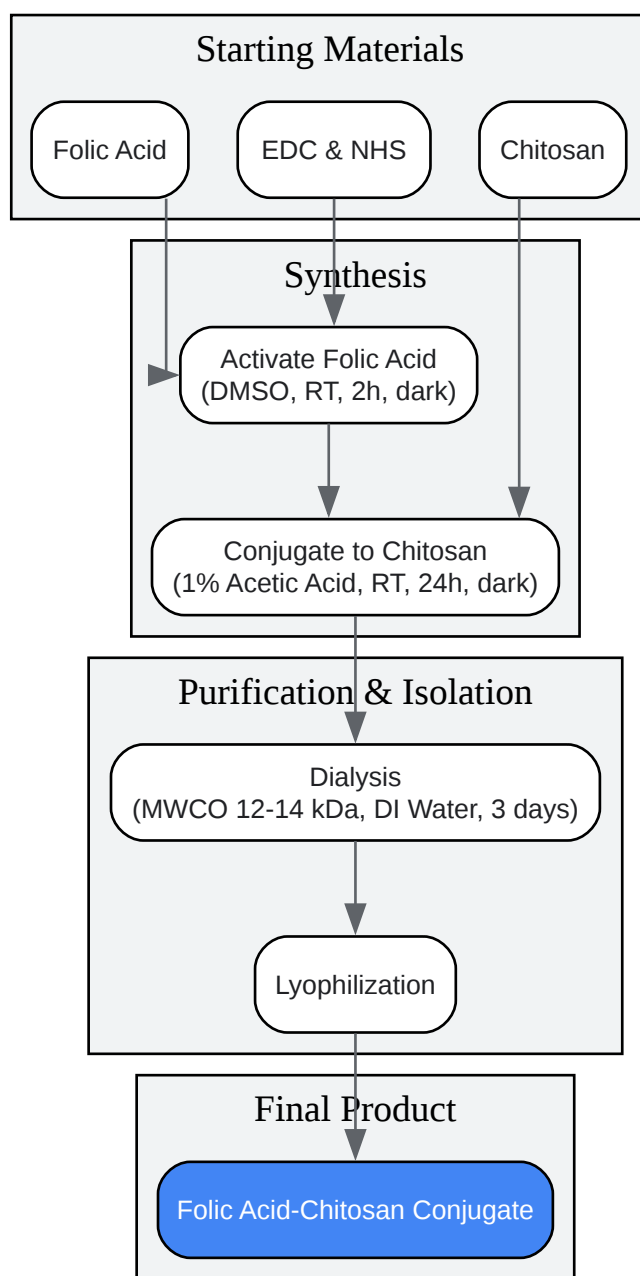 Starting Materials
Folic Acid
EDC & NHS
Chitosan
Synthesis
Activate Folic Acid
(DMSO, RT, 2h, dark)
Conjugate to Chitosan
(1% Acetic Acid, RT, 24h, dark)
Purification & Isolation
Dialysis
(MWCO 12-14 kDa, DI Water, 3 days)
Lyophilization
Final Product
Folic Acid-Chitosan Conjugate